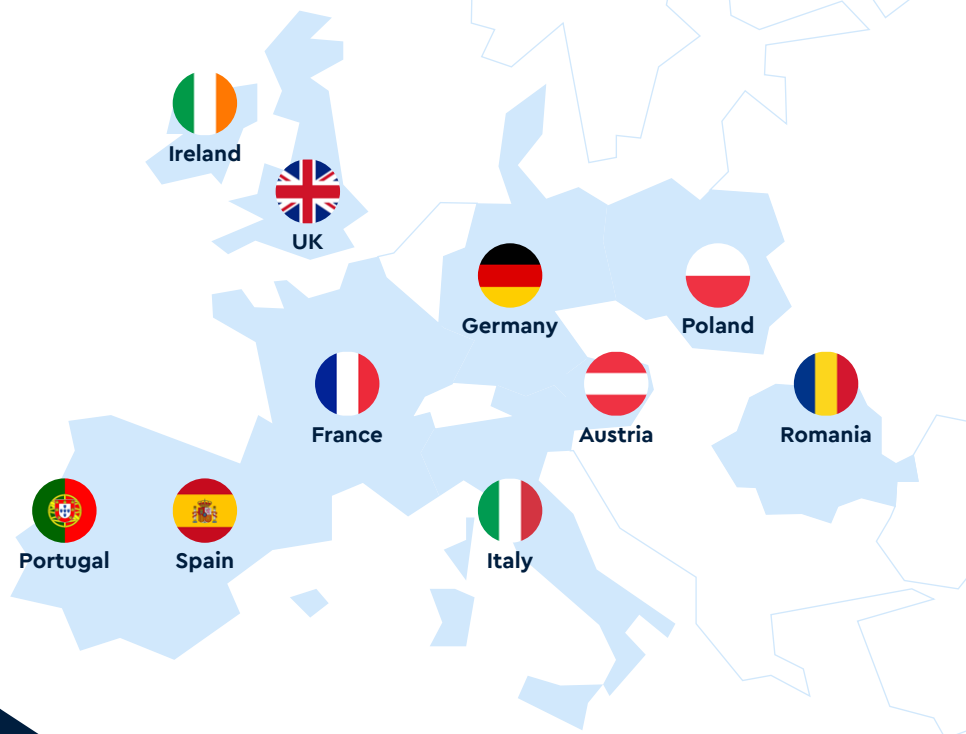 Ireland
UK
Germany
Poland
France
Austria
Romania
Portugal
Spain
Italy